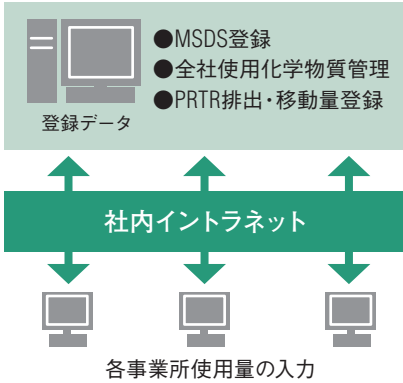 ●MSDS登録
●全社使用化学物質管理
●PRTR排出・移動量登録
登録データ
社内イントラネット
各事業所使用量の入力